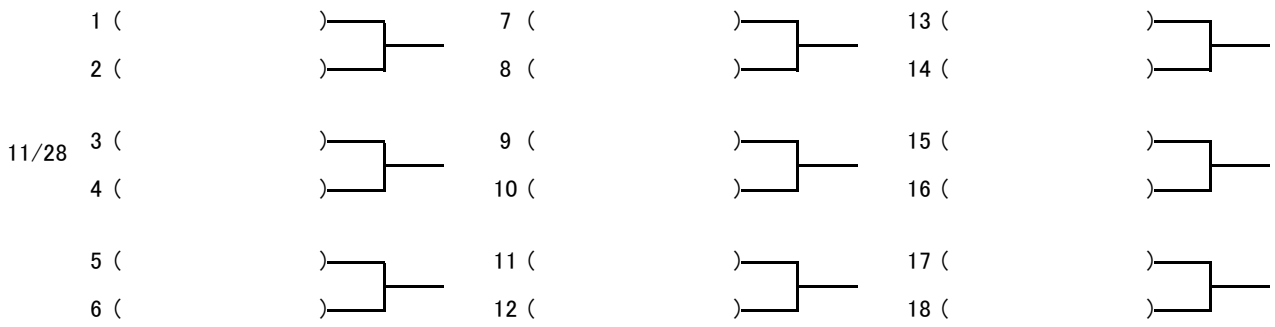 1 ( ) 7 ( ) 13 ( )
2 ( ) 8 ( ) 14 ( )
3 ( ) 9 ( ) 15 ( )
11/28
4 ( ) 10 ( ) 16 ( )
5 ( ) 11 ( ) 17 ( )
6 ( ) 12 ( ) 18 ( )